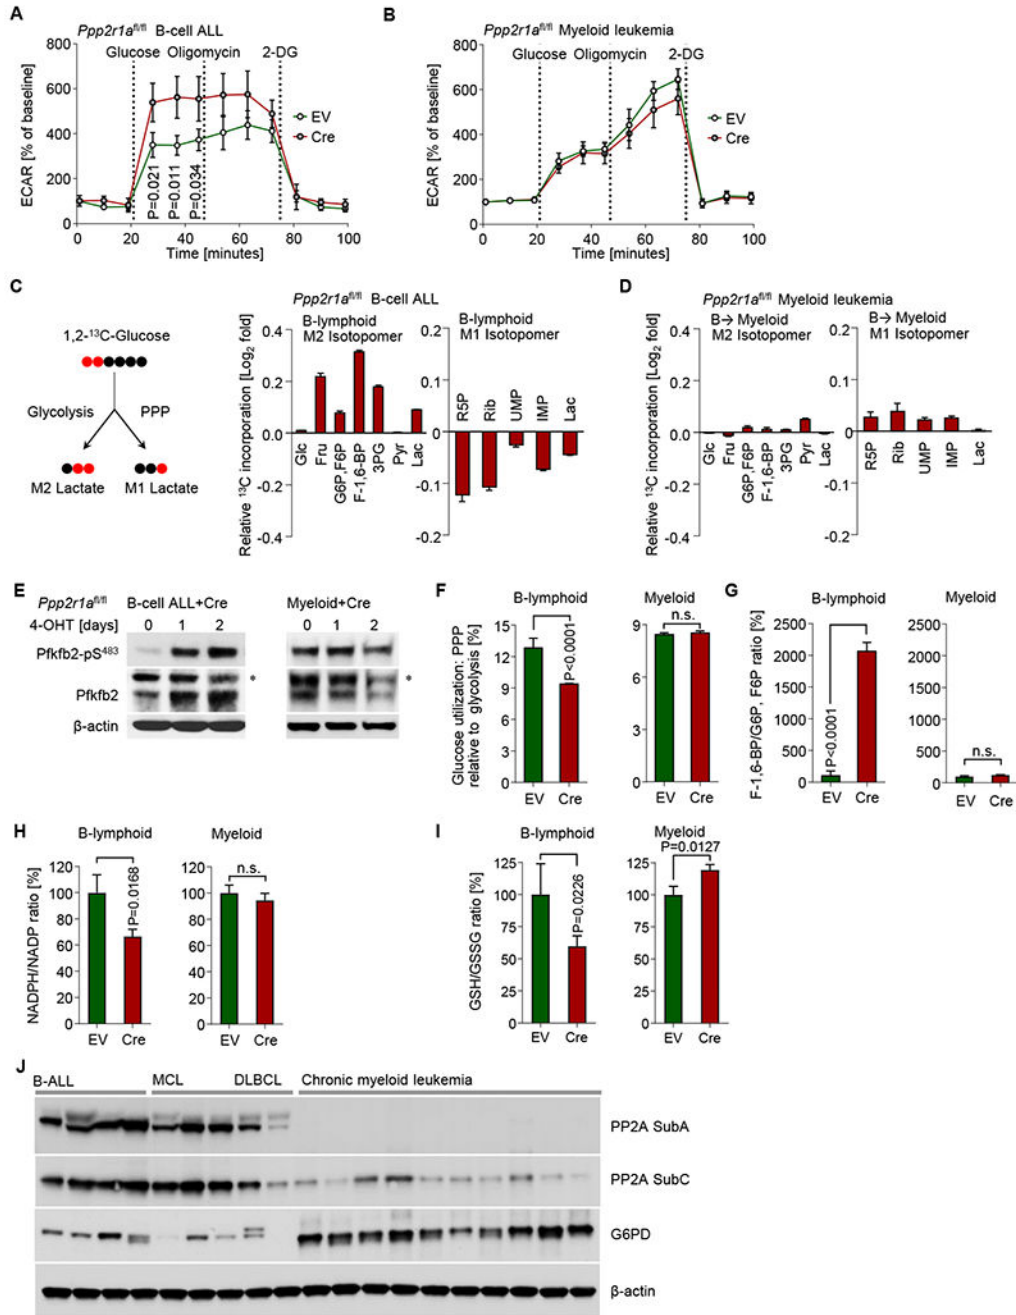 A
Ppp2r1a^fl/fl B-cell ALL
Glucose Oligomycin 2-DG
ECAR [% of baseline]
800
600
400
200
0
EV
Cre
P=0.021
P=0.011
P=0.034
0 20 40 60 80 100
Time [minutes]
B
Ppp2r1a^fl/fl Myeloid leukemia
Glucose Oligomycin 2-DG
ECAR [% of baseline]
800
600
400
200
0
EV
Cre
0 20 40 60 80 100
Time [minutes]
C
1,2-¹³C-Glucose
Glycolysis PPP
M2 Lactate M1 Lactate
Ppp2r1a^fl/fl B-cell ALL
B-lymphoid
M2 Isotopomer
Relative ¹³C incorporation [Log₂ fold]
0.4
0.2
0.0
-0.2
-0.4
Glc
Fru
G6P,F6P
F-1,6-BP
3PG
Pyr
Lac
B-lymphoid
M1 Isotopomer
0.2
0.1
0
-0.1
-0.2
R5P
Rib
UMP
IMP
Lac
D
Ppp2r1a^fl/fl Myeloid leukemia
B→ Myeloid
M2 Isotopomer
Relative ¹³C incorporation [Log₂ fold]
0.4
0.2
0.0
-0.2
-0.4
Glc
Fru
G6P,F6P
F-1,6-BP
3PG
Pyr
Lac
B→ Myeloid
M1 Isotopomer
0.2
0.1
0
-0.1
-0.2
R5P
Rib
UMP
IMP
Lac
E
Ppp2r1a^fl/fl B-cell ALL+Cre Myeloid+Cre
4-OHT [days] 0 1 2 0 1 2
Pfkfb2-pS⁴⁸³
* *
Pfkfb2
β-actin
F
B-lymphoid
Glucose utilization: PPP
relative to glycolysis [%]
15
12
9
6
3
0
P<0.0001
EV Cre
Myeloid
9
6
3
0
n.s.
EV Cre
G
B-lymphoid
F-1,6-BP/G6P, F6P ratio [%]
2500
2000
1500
1000
500
0
P<0.0001
EV Cre
Myeloid
2500
2000
1500
1000
500
0
n.s.
EV Cre
H
B-lymphoid
NADPH/NADP ratio [%]
120
100
80
60
40
20
0
P=0.0168
EV Cre
Myeloid
120
100
80
60
40
20
0
n.s.
EV Cre
I
B-lymphoid
GSH/GSSG ratio [%]
125
100
75
50
25
0
P=0.0226
EV Cre
Myeloid
P=0.0127
125
100
75
50
25
0
EV Cre
J
B-ALL MCL DLBCL Chronic myeloid leukemia
PP2A SubA
PP2A SubC
G6PD
β-actin